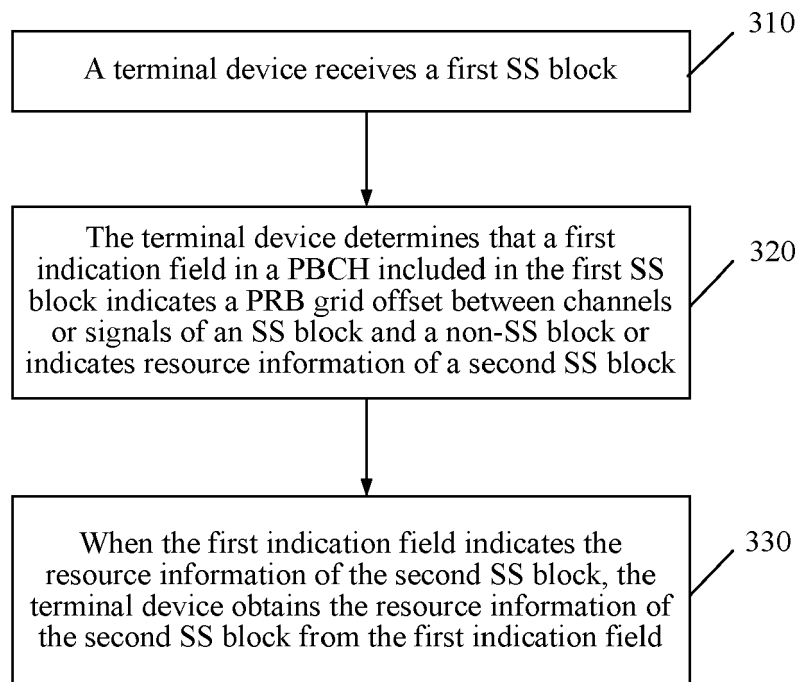 310
A terminal device receives a first SS block
320
The terminal device determines that a first
indication field in a PBCH included in the first SS
block indicates a PRB grid offset between channels
or signals of an SS block and a non-SS block or
indicates resource information of a second SS block
330
When the first indication field indicates the
resource information of the second SS block, the
terminal device obtains the resource information of
the second SS block from the first indication field